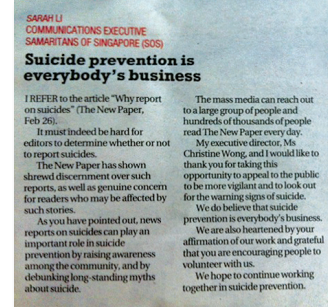 SARAH LI
COMMUNICATIONS EXECUTIVE
SAMARITANS OF SINGAPORE (SOS)
Suicide prevention is
everybody's business
I REFER to the article "Why report
on suicides" (The New Paper,
Feb 26).
It must indeed be hard for
editors to determine whether or not
to report suicides.
The New Paper has shown
shrewd discernment over such
reports, as well as genuine concern
for readers who may be affected by
such stories.
As you have pointed out, news
reports on suicides can play an
important role in suicide
prevention by raising awareness
among the community, and by
debunking long-standing myths
about suicide.
The mass media can reach out
to a large group of people and
hundreds of thousands of people
read The New Paper every day.
My executive director, Ms
Christine Wong, and I would like to
thank you for taking this
opportunity to appeal to the public
to be more vigilant and to look out
for the warning signs of suicide.
We do believe that suicide
prevention is everybody's business.
We are also heartened by your
affirmation of our work and grateful
that you are encouraging people to
volunteer with us.
We hope to continue working
together in suicide prevention.